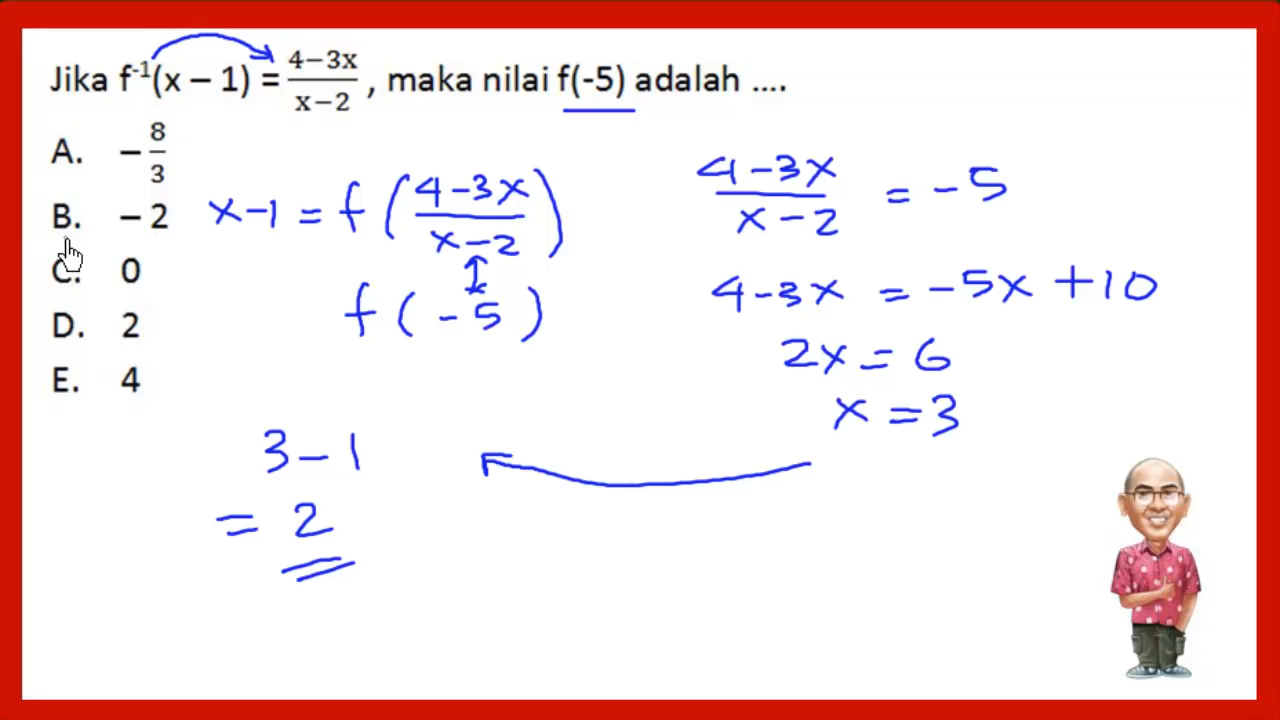 Jika f⁻¹(x – 1) = (4–3x)/(x–2) , maka nilai f(-5) adalah ....
A. – 8/3
B. – 2
C. 0
D. 2
E. 4
x–1 = f((4–3x)/(x–2))
f(–5)
(4–3x)/(x–2) = –5
4–3x = –5x +10
2x = 6
x = 3
3 – 1
= 2